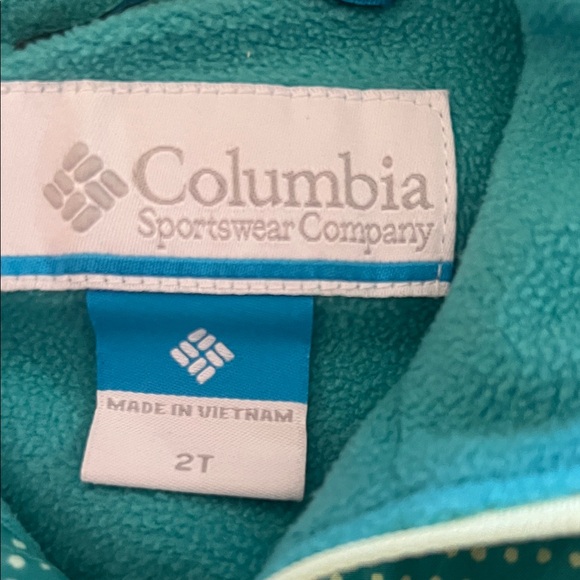 Columbia
Sportswear Company
MADE IN VIETNAM
2T